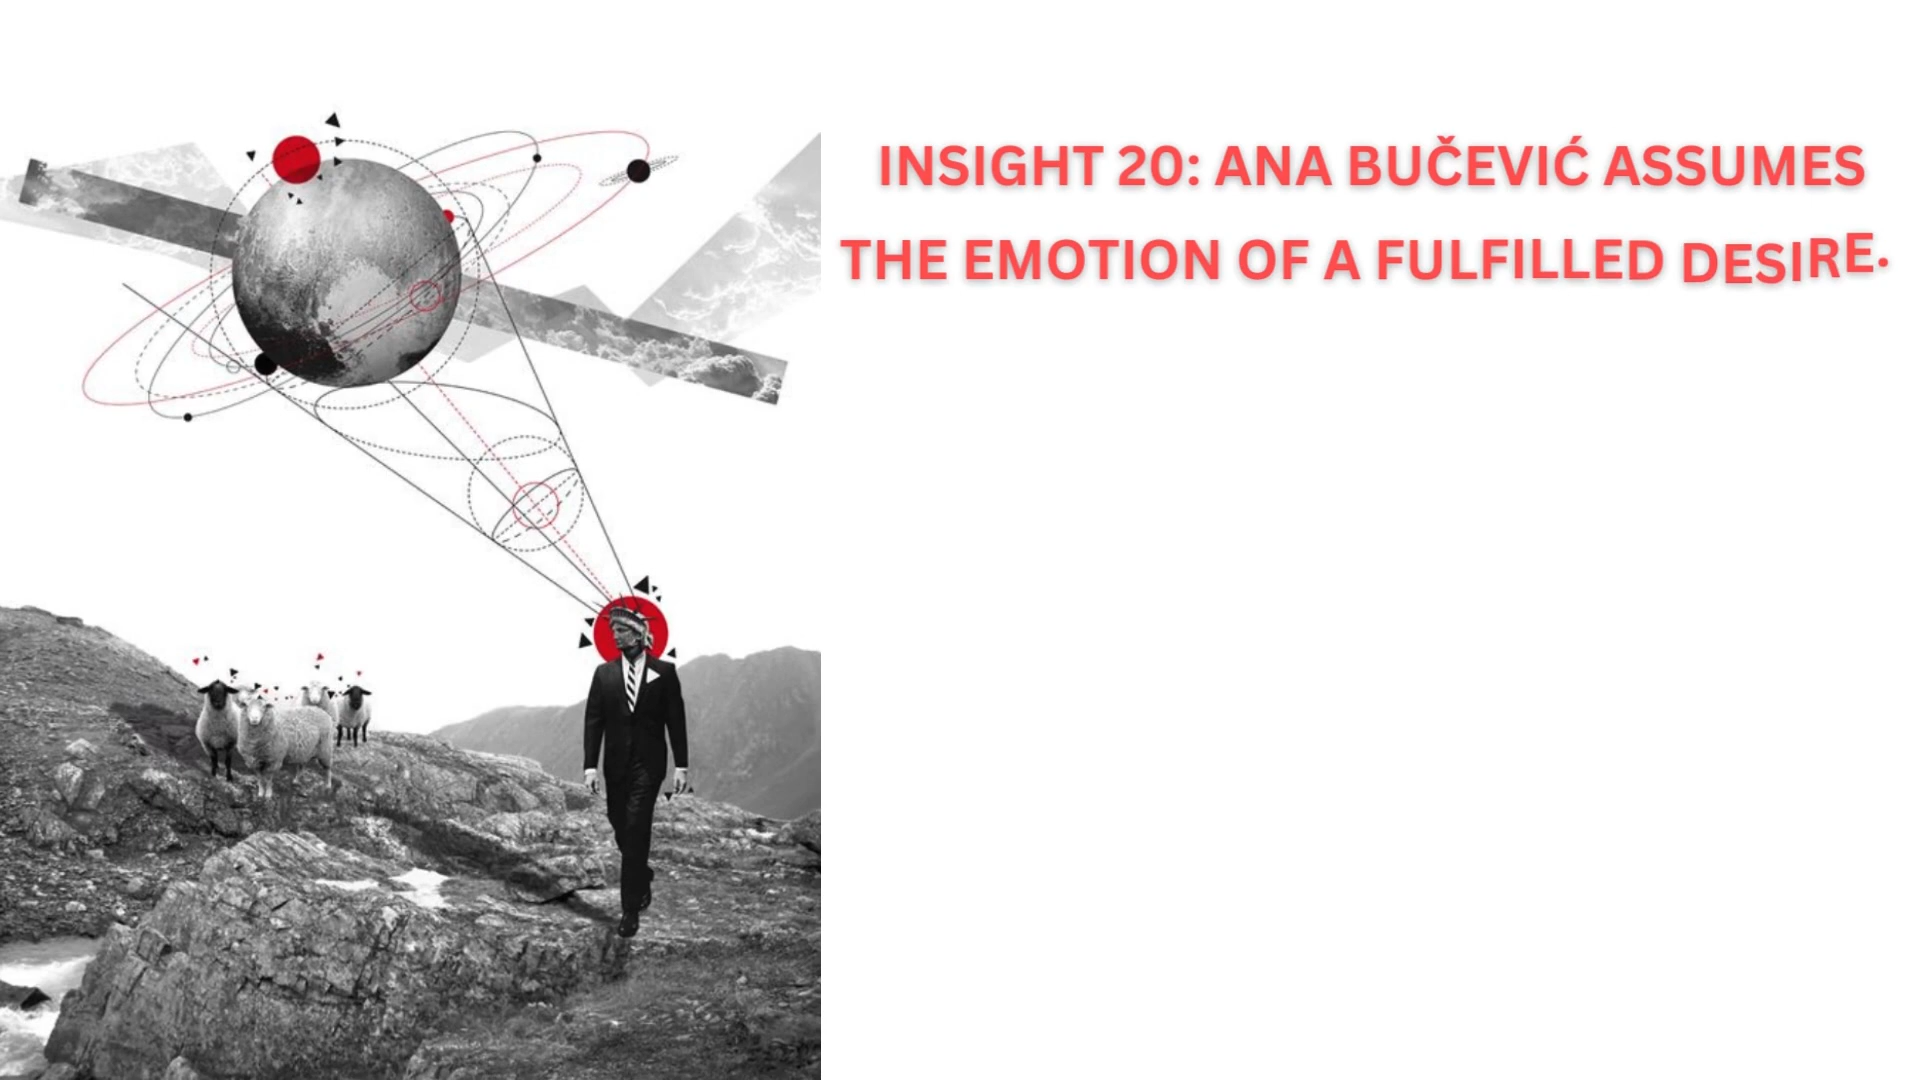 INSIGHT 20: ANA BUČEVIĆ ASSUMES
THE EMOTION OF A FULFILLED DESIRE.